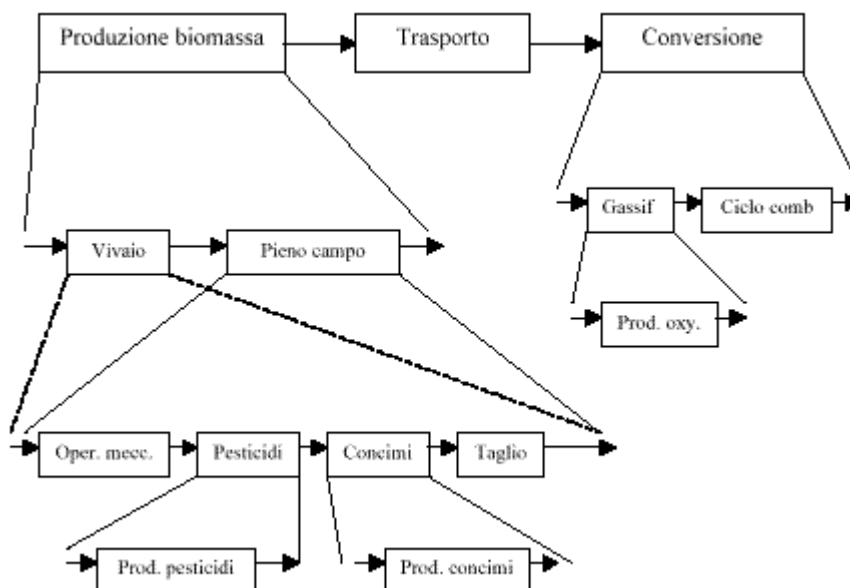 Produzione biomassa
Trasporto
Conversione
Gassif
Ciclo comb
Vivaio
Pieno campo
Prod. oxy.
Oper. mecc.
Pesticidi
Concimi
Taglio
Prod. pesticidi
Prod. concimi